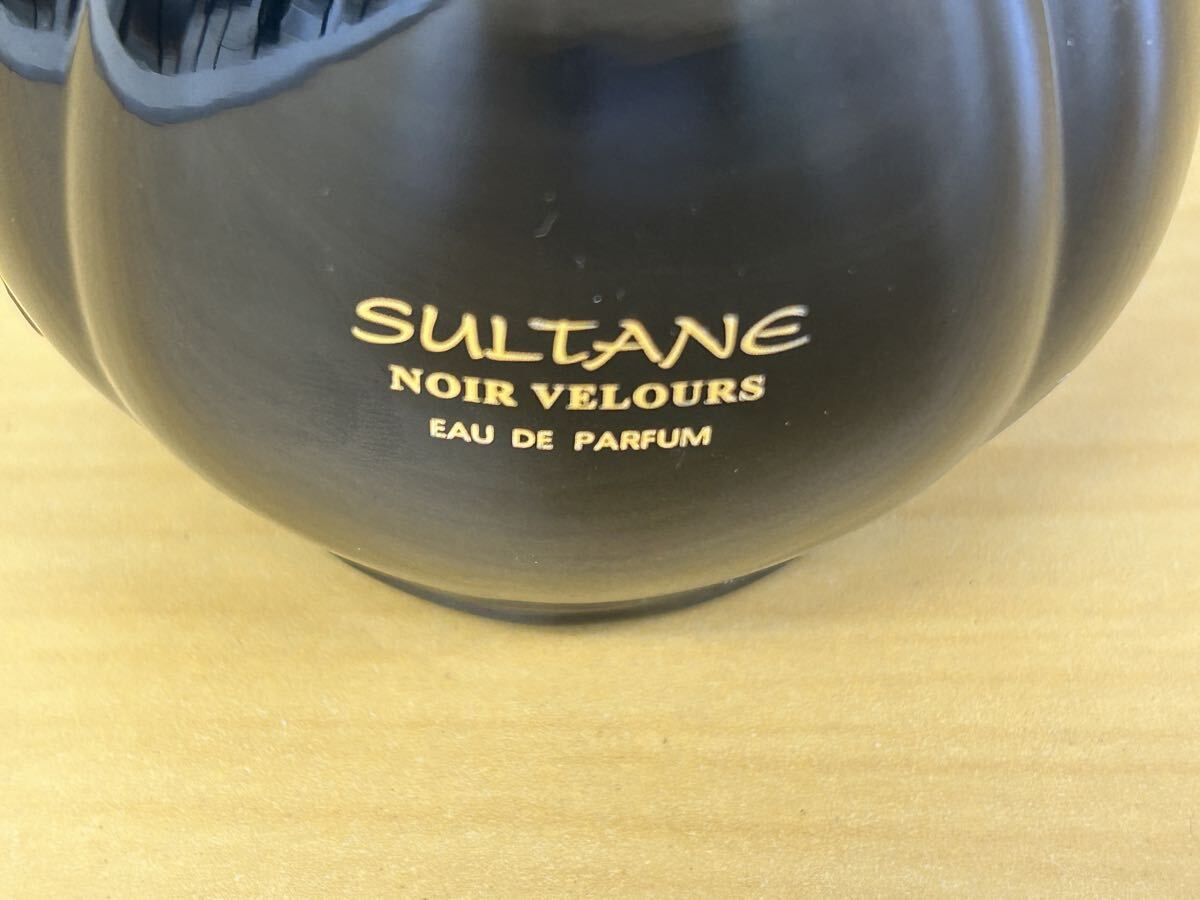 SULTANE
NOIR VELOURS
EAU DE PARFUM